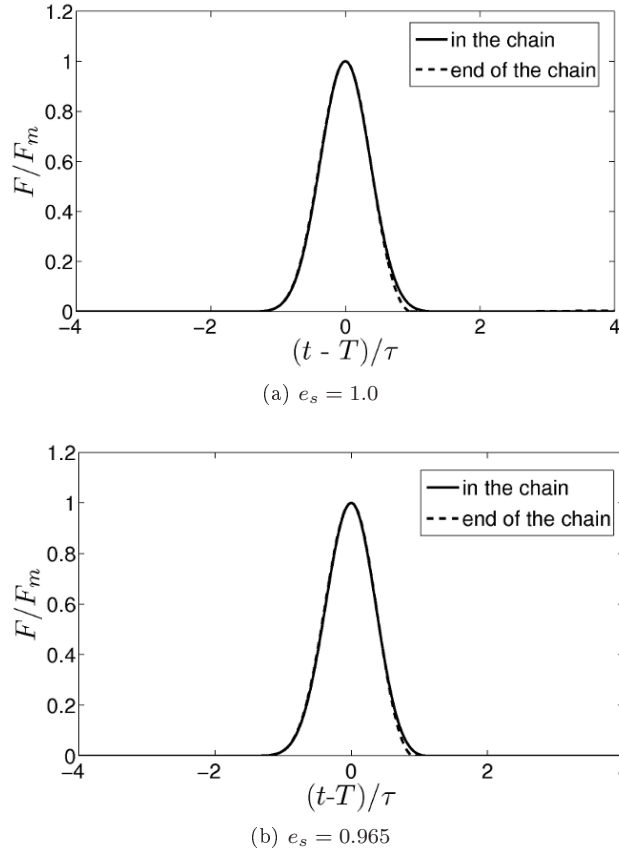 1.2
1
0.8
0.6
0.4
0.2
0
F/F_m
in the chain
end of the chain
−4 −2 0 2 4
(t - T)/τ
(a) e_s = 1.0
1.2
1
0.8
0.6
0.4
0.2
0
F/F_m
in the chain
end of the chain
−4 −2 0 2 4
(t-T)/τ
(b) e_s = 0.965